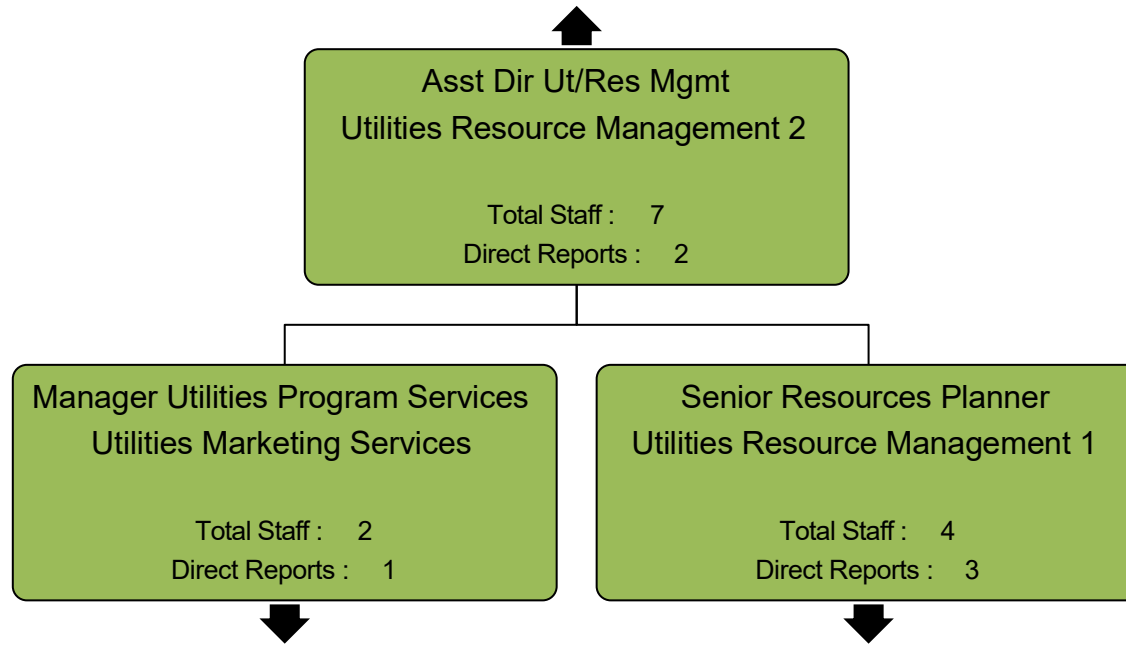 Asst Dir Ut/Res Mgmt
Utilities Resource Management 2
Total Staff : 7
Direct Reports : 2
Manager Utilities Program Services
Utilities Marketing Services
Total Staff : 2
Direct Reports : 1
Senior Resources Planner
Utilities Resource Management 1
Total Staff : 4
Direct Reports : 3